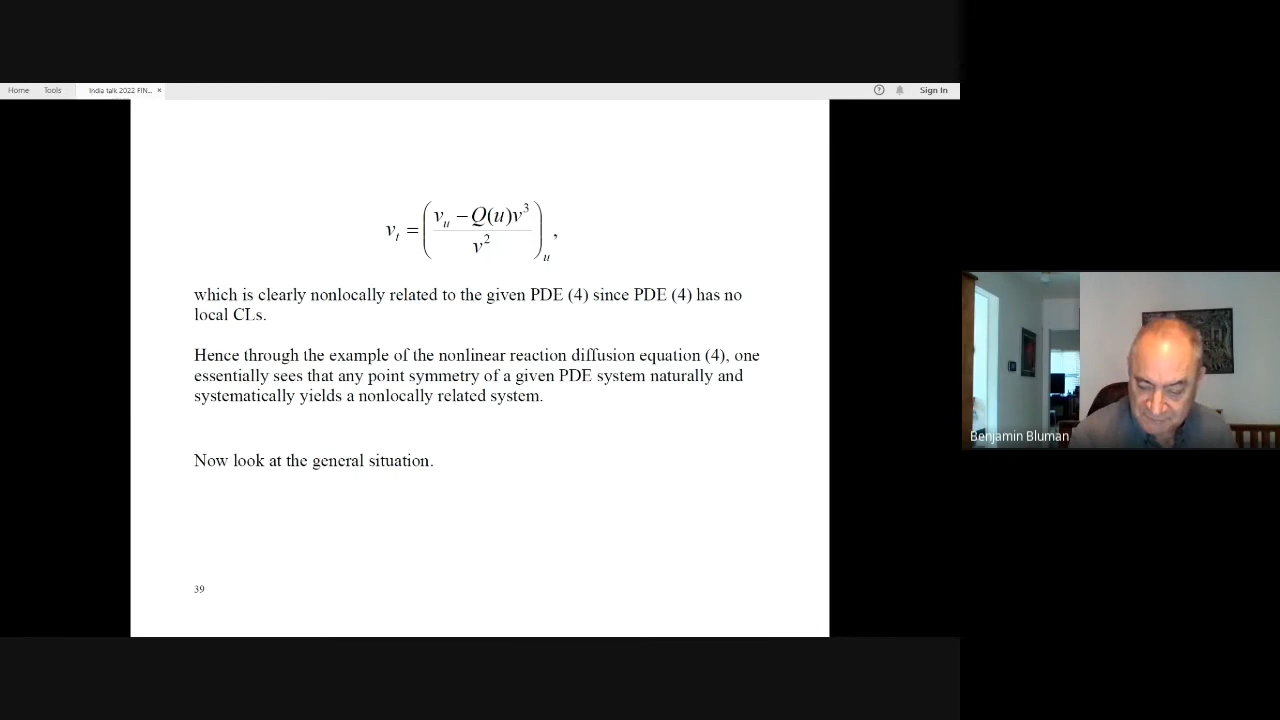 Home Tools India talk 2022 FIN... × Sign In
v_t = ( (v_u − Q(u)v³) / v² )_u ,
which is clearly nonlocally related to the given PDE (4) since PDE (4) has no
local CLs.
Hence through the example of the nonlinear reaction diffusion equation (4), one
essentially sees that any point symmetry of a given PDE system naturally and
systematically yields a nonlocally related system.
Benjamin Bluman
Now look at the general situation.
39